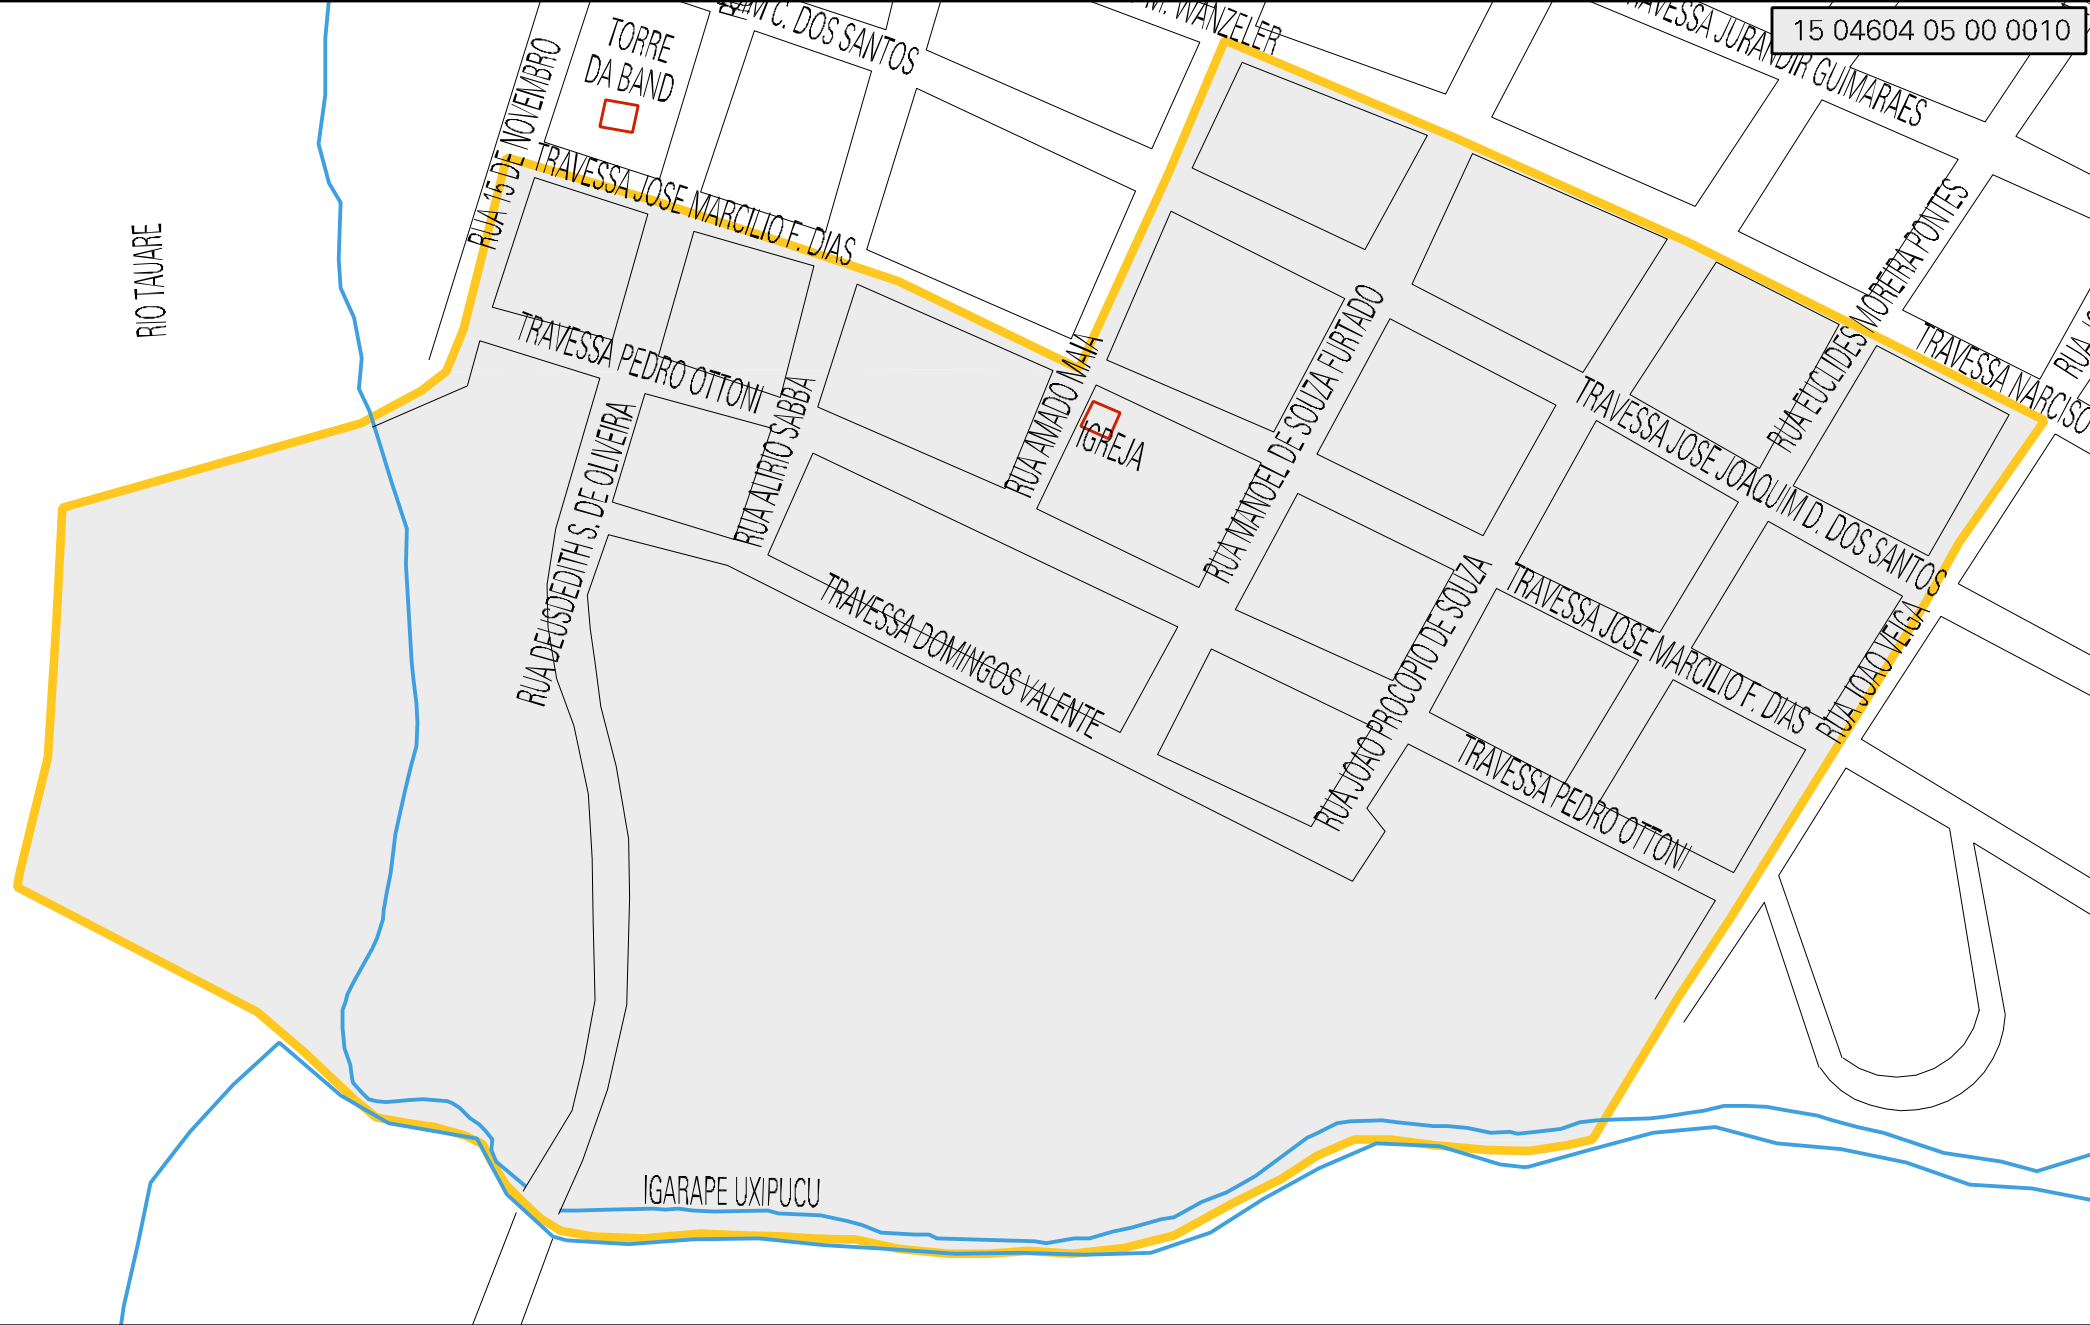 15 04604 05 00 0010
M. WANZELER
TRAVESSA JURANDIR GUIMARAES
C. DOS SANTOS
TORRE
DA BAND
RUA 15 DE NOVEMBRO
TRAVESSA JOSE MARCILIO F. DIAS
RIO TAUARE
RUA EUCLIDES MOREIRA PONTES
TRAVESSA NARCISO
RUA
TRAVESSA PEDRO OTTONI
RUA AMADO MAIA
IGREJA
RUA MANOEL DE SOUZA FURTADO
TRAVESSA JOSE JOAQUIM D. DOS SANTOS
RUA ALIRIO SABBA
RUA DEUSDEDITH S. DE OLIVEIRA
TRAVESSA DOMINGOS VALENTE
RUA JOAO PROCOPIO DE SOUZA
TRAVESSA JOSE MARCILIO F. DIAS
RUA JOAO VEIGA
TRAVESSA PEDRO OTTONI
IGARAPE UXIPUCU